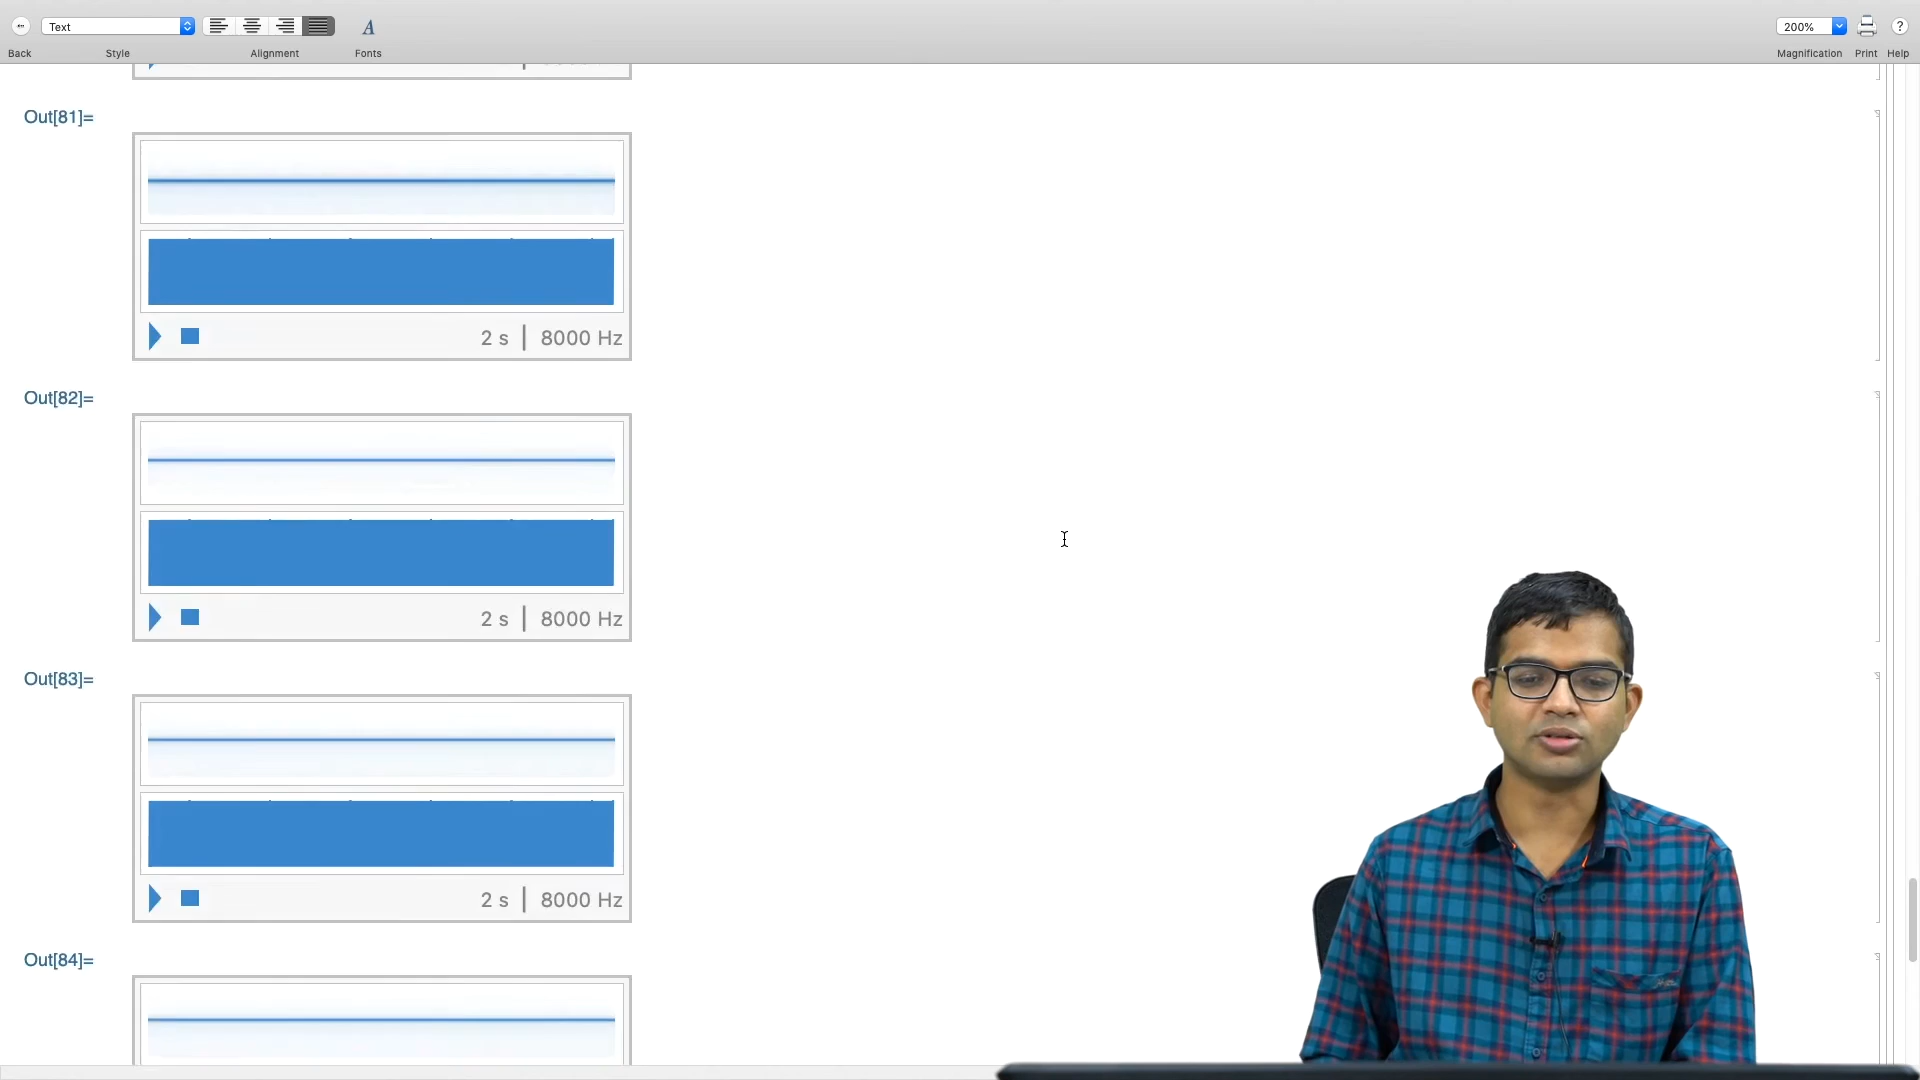 Text
200%
Back
Style
Alignment
Fonts
Magnification
Print
Help
Out[81]=
2 s | 8000 Hz
Out[82]=
2 s | 8000 Hz
Out[83]=
2 s | 8000 Hz
Out[84]=